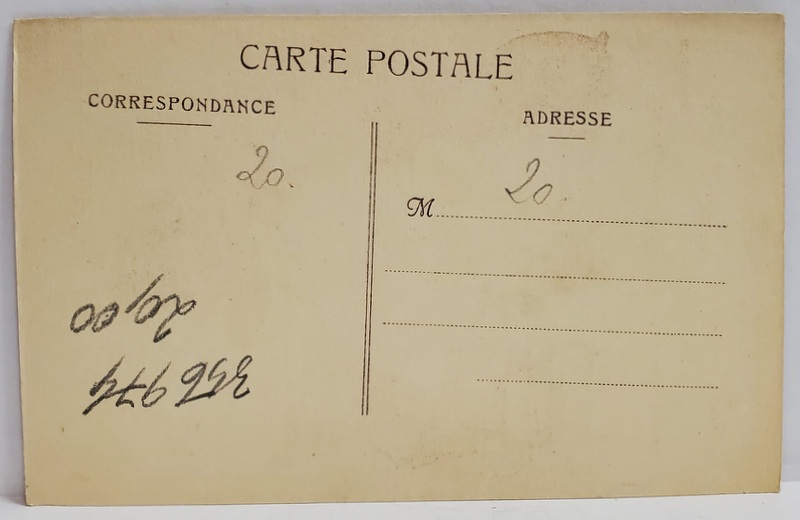 CARTE POSTALE
CORRESPONDANCE
ADRESSE
20.
20.
M
356974
20,00